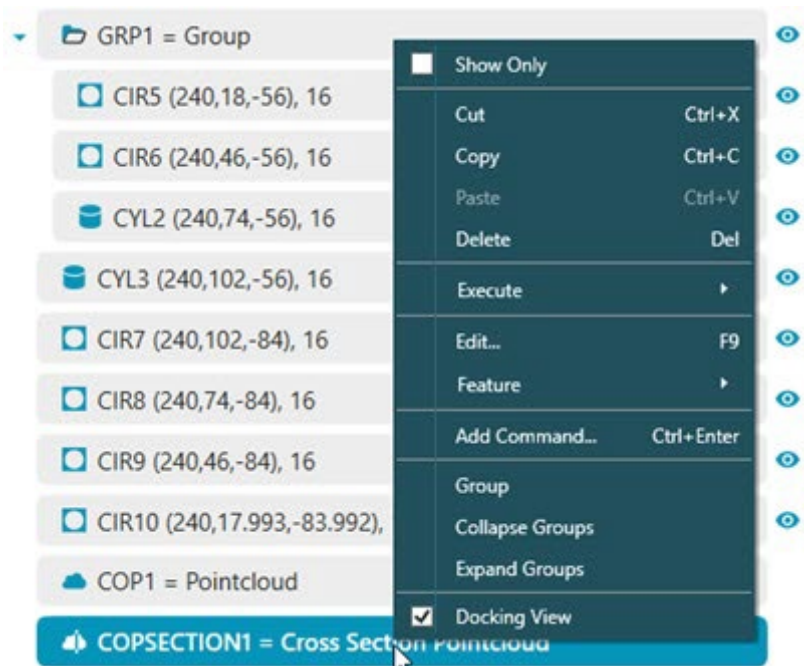 GRP1 = Group
CIR5 (240,18,-56), 16
CIR6 (240,46,-56), 16
CYL2 (240,74,-56), 16
CYL3 (240,102,-56), 16
CIR7 (240,102,-84), 16
CIR8 (240,74,-84), 16
CIR9 (240,46,-84), 16
CIR10 (240,17.993,-83.992),
COP1 = Pointcloud
COPSECTION1 = Cross Section Pointcloud
Show Only
Cut Ctrl+X
Copy Ctrl+C
Paste Ctrl+V
Delete Del
Execute
Edit... F9
Feature
Add Command... Ctrl+Enter
Group
Collapse Groups
Expand Groups
Docking View